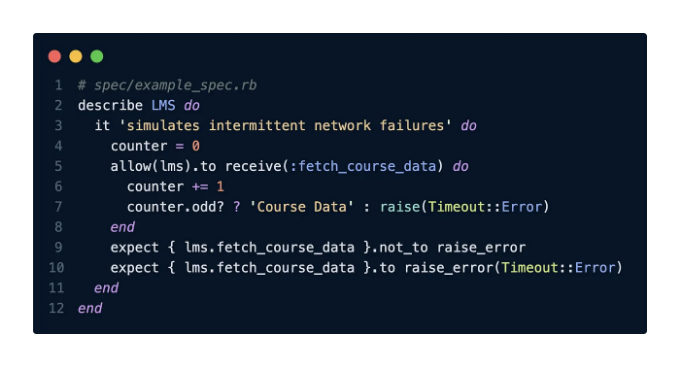 1 # spec/example_spec.rb
2 describe LMS do
3   it 'simulates intermittent network failures' do
4     counter = 0
5     allow(lms).to receive(:fetch_course_data) do
6       counter += 1
7       counter.odd? ? 'Course Data' : raise(Timeout::Error)
8     end
9     expect { lms.fetch_course_data }.not_to raise_error
10     expect { lms.fetch_course_data }.to raise_error(Timeout::Error)
11   end
12 end